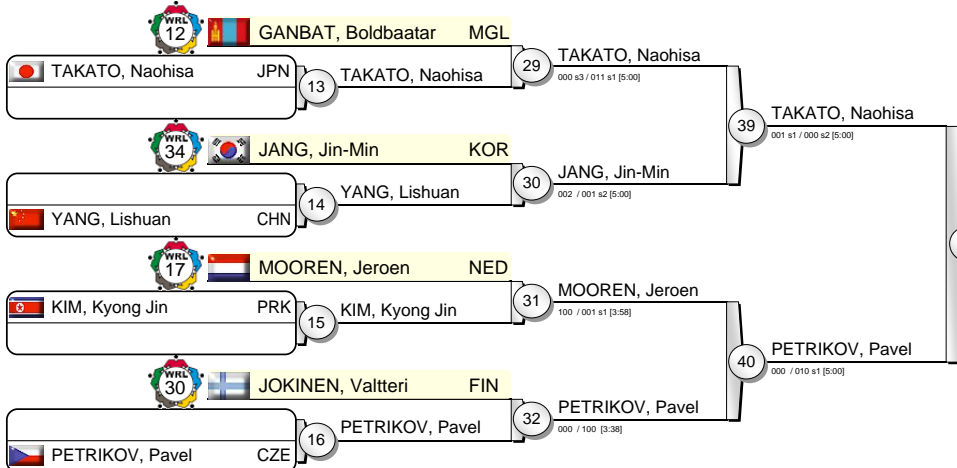 WRL
12
GANBAT, Boldbaatar MGL
TAKATO, Naohisa JPN
13
TAKATO, Naohisa
29
TAKATO, Naohisa
000 s3 / 011 s1 [5:00]
39
TAKATO, Naohisa
001 s1 / 000 s2 [5:00]
WRL
34
JANG, Jin-Min KOR
YANG, Lishuan CHN
14
YANG, Lishuan
30
JANG, Jin-Min
002 / 001 s2 [5:00]
WRL
17
MOOREN, Jeroen NED
KIM, Kyong Jin PRK
15
KIM, Kyong Jin
31
MOOREN, Jeroen
100 / 001 s1 [3:58]
40
PETRIKOV, Pavel
000 / 010 s1 [5:00]
WRL
30
JOKINEN, Valtteri FIN
PETRIKOV, Pavel CZE
16
PETRIKOV, Pavel
32
PETRIKOV, Pavel
000 / 100 [3:38]